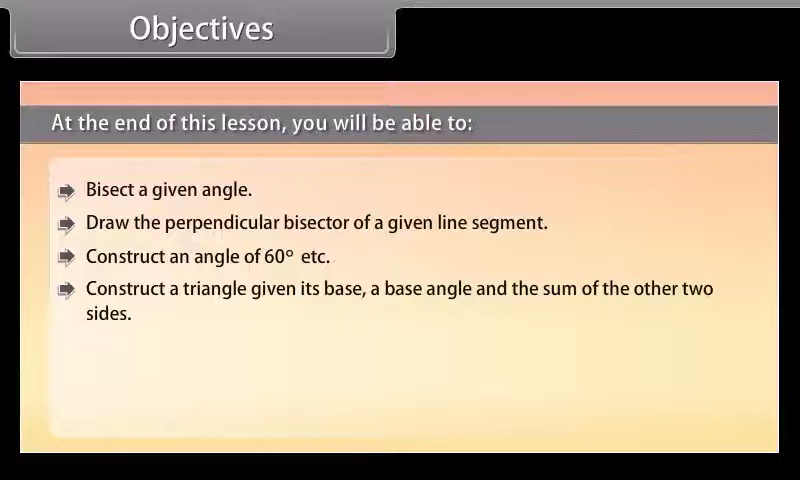 Objectives
At the end of this lesson, you will be able to:
Bisect a given angle.
Draw the perpendicular bisector of a given line segment.
Construct an angle of 60º etc.
Construct a triangle given its base, a base angle and the sum of the other two
sides.